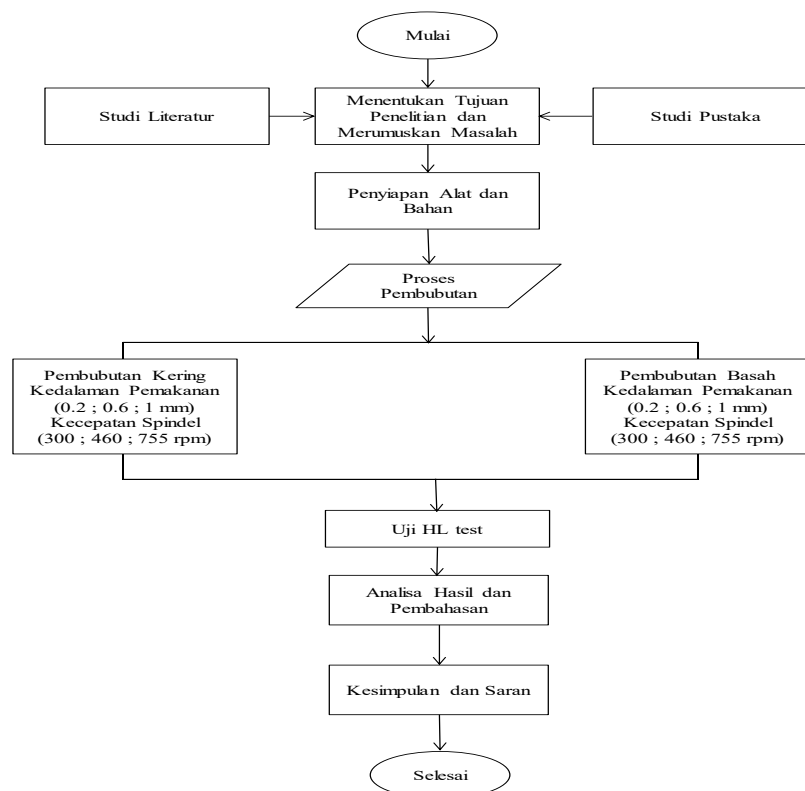 Mulai
Studi Literatur
Menentukan Tujuan
Penelitian dan
Merumuskan Masalah
Studi Pustaka
Penyiapan Alat dan
Bahan
Proses
Pembubutan
Pembubutan Kering
Kedalaman Pemakanan
(0.2 ; 0.6 ; 1 mm)
Kecepatan Spindel
(300 ; 460 ; 755 rpm)
Pembubutan Basah
Kedalaman Pemakanan
(0.2 ; 0.6 ; 1 mm)
Kecepatan Spindel
(300 ; 460 ; 755 rpm)
Uji HL test
Analisa Hasil dan
Pembahasan
Kesimpulan dan Saran
Selesai